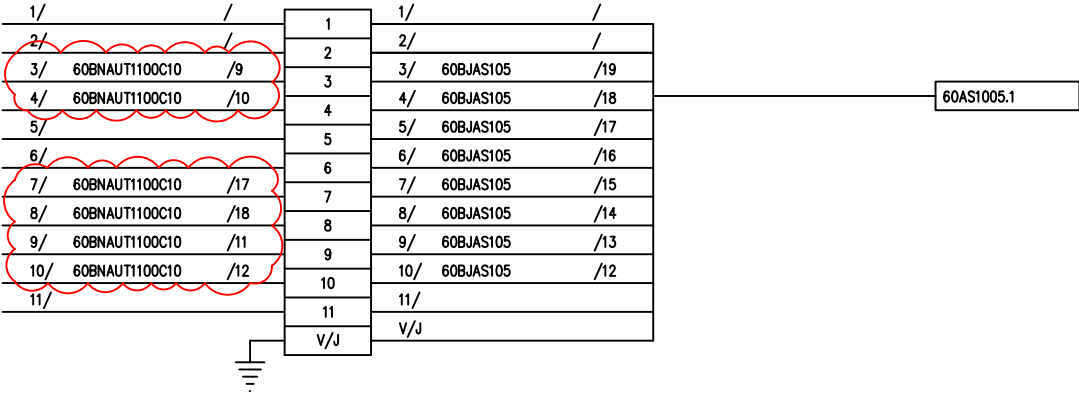 1/ / 1 1/ /
2/ / 2 2/ /
3/ 60BNAUT1100C10 /9 3 3/ 60BJAS105 /19
4/ 60BNAUT1100C10 /10 4 4/ 60BJAS105 /18 60AS1005.1
5/ 5 5/ 60BJAS105 /17
6/ 6 6/ 60BJAS105 /16
7/ 60BNAUT1100C10 /17 7 7/ 60BJAS105 /15
8/ 60BNAUT1100C10 /18 8 8/ 60BJAS105 /14
9/ 60BNAUT1100C10 /11 9 9/ 60BJAS105 /13
10/ 60BNAUT1100C10 /12 10 10/ 60BJAS105 /12
11/ 11 11/
V/J V/J